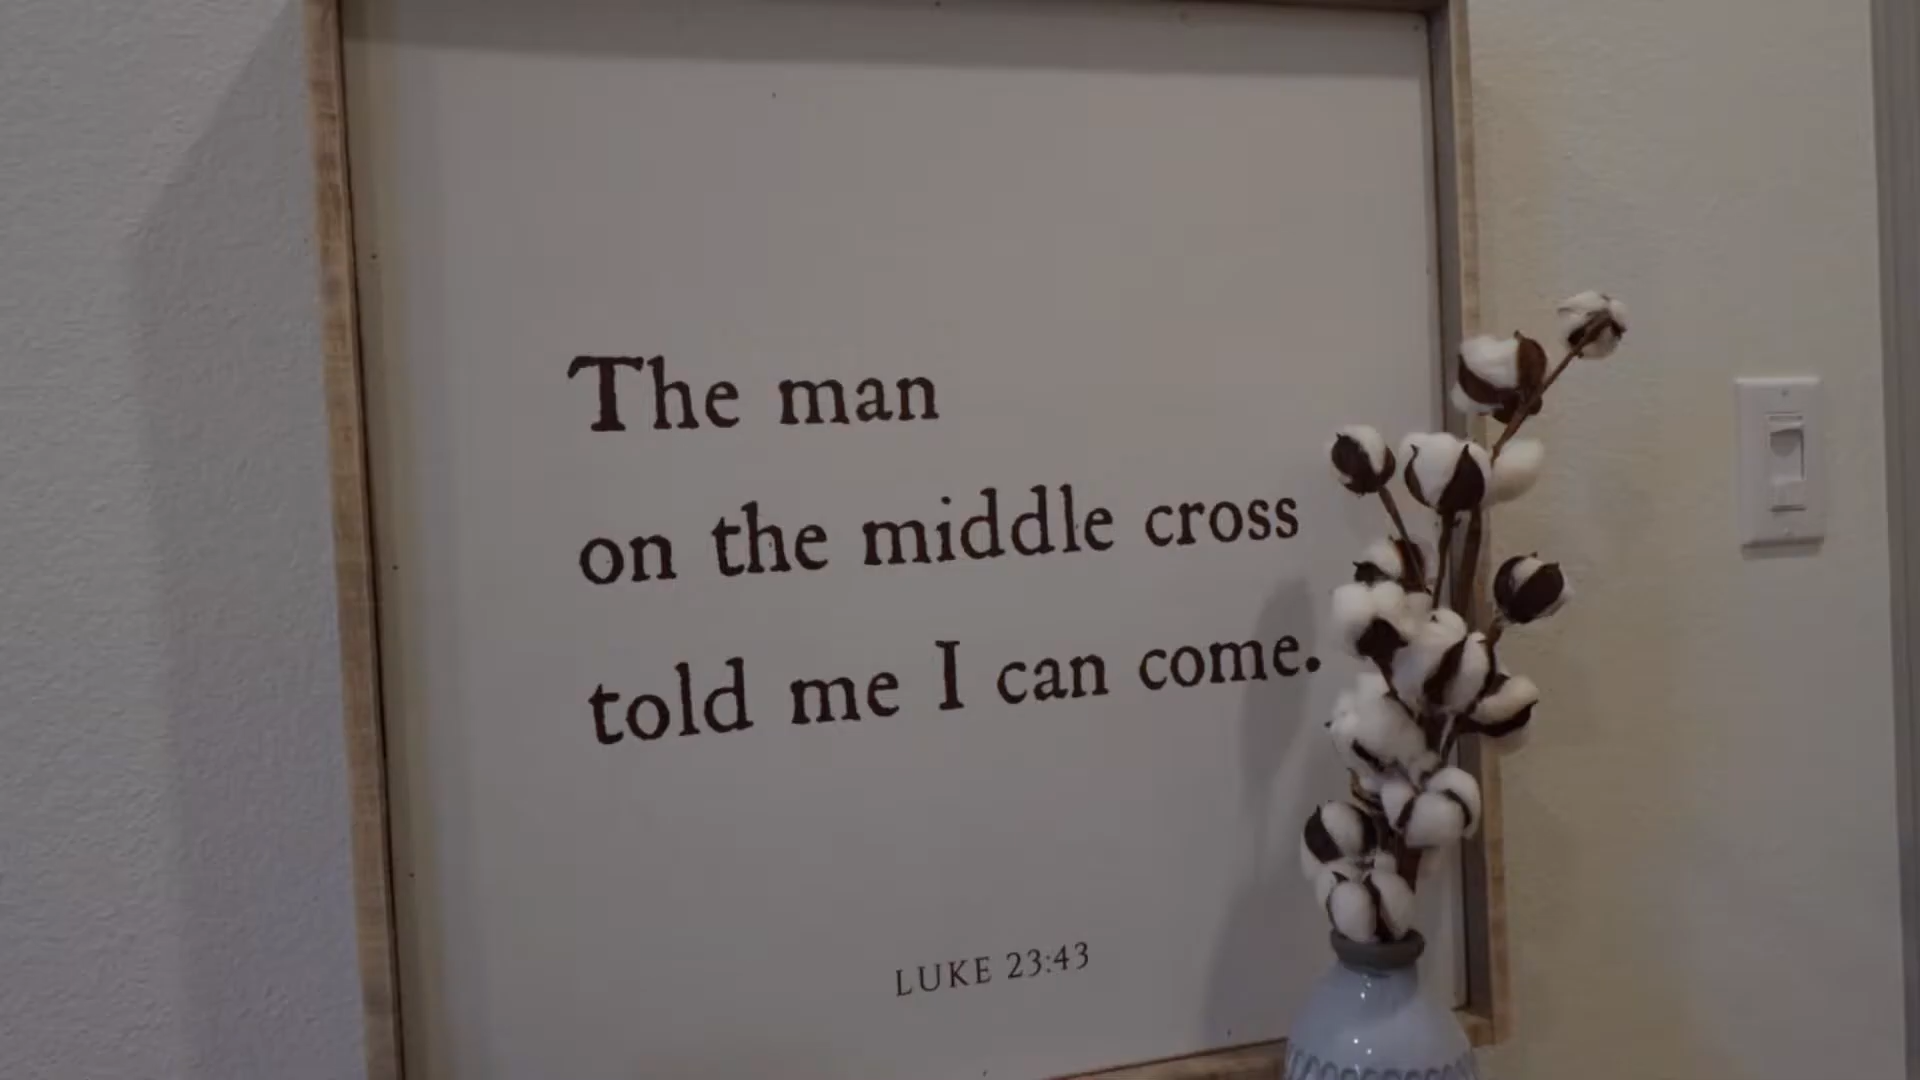 The man
on the middle cross
told me I can come.
LUKE 23:43